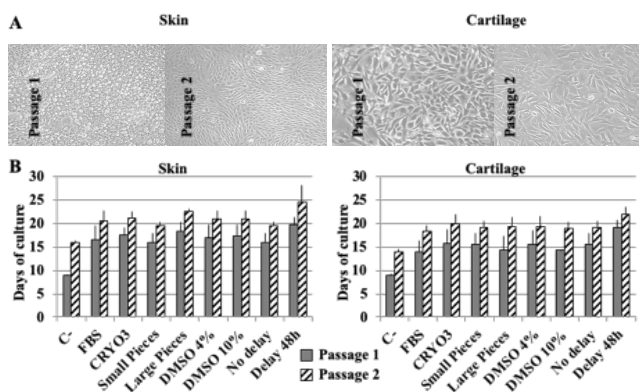 A
Skin
Cartilage
Passage 1
Passage 2
Passage 1
Passage 2
B
Skin
Cartilage
Days of culture
30
25
20
15
10
5
0
C-
FBS
CRYO3
Small Pieces
Large Pieces
DMSO 4%
DMSO 10%
No delay
Delay 48h
Days of culture
30
25
20
15
10
5
0
C-
FBS
CRYO3
Small Pieces
Large Pieces
DMSO 4%
DMSO 10%
No delay
Delay 48h
Passage 1
Passage 2